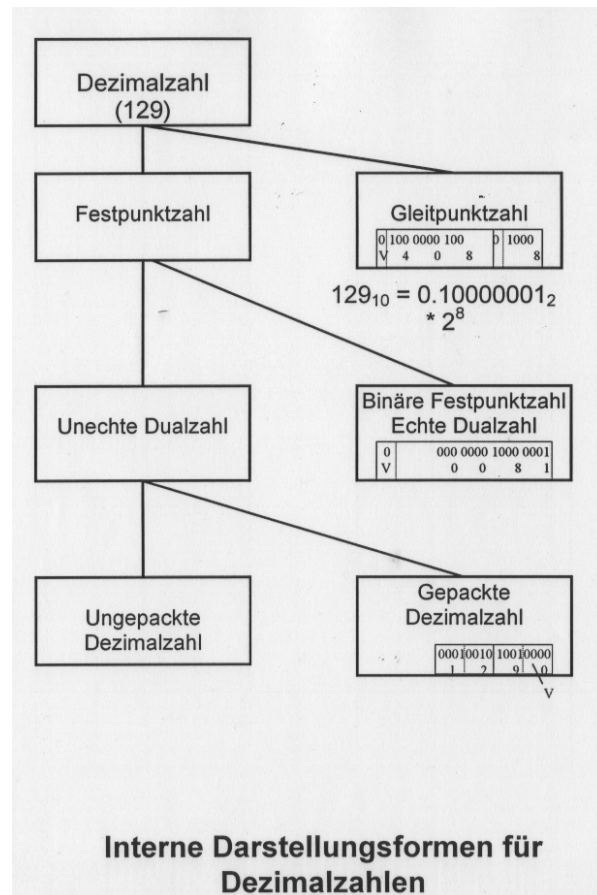 Dezimalzahl
(129)
Festpunktzahl
Gleitpunktzahl
0 100 0000 100 0 1000
V 4 0 8 8
129₁₀ = 0.10000001₂
* 2⁸
Unechte Dualzahl
Binäre Festpunktzahl
Echte Dualzahl
0 000 0000 1000 0001
V 0 0 8 1
Ungepackte
Dezimalzahl
Gepackte
Dezimalzahl
0001 0010 1001 0000
1 2 9 0
V
Interne Darstellungsformen für
Dezimalzahlen